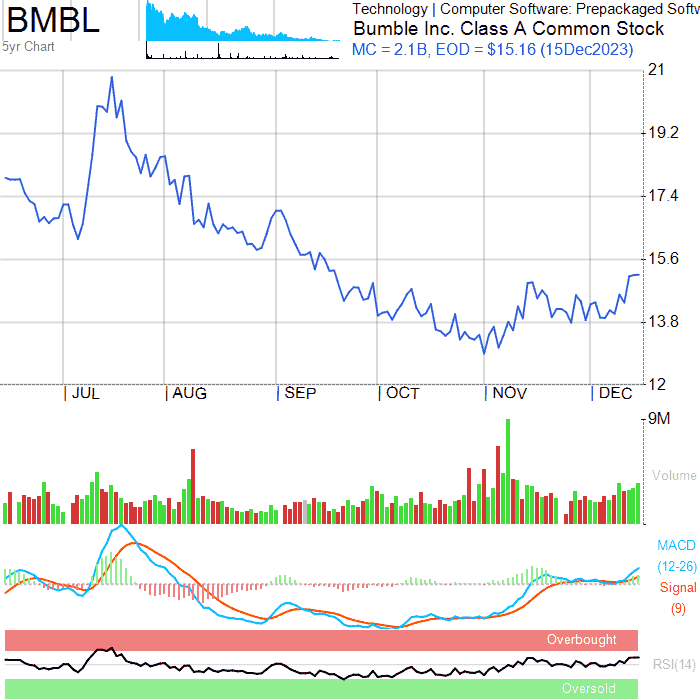 BMBL
5yr Chart
Technology | Computer Software: Prepackaged Softw
Bumble Inc. Class A Common Stock
MC = 2.1B, EOD = $15.16 (15Dec2023)
21
19.2
17.4
15.6
13.8
12
JUL
AUG
SEP
OCT
NOV
DEC
9M
Volume
MACD
(12-26)
Signal
(9)
Overbought
RSI(14)
Oversold